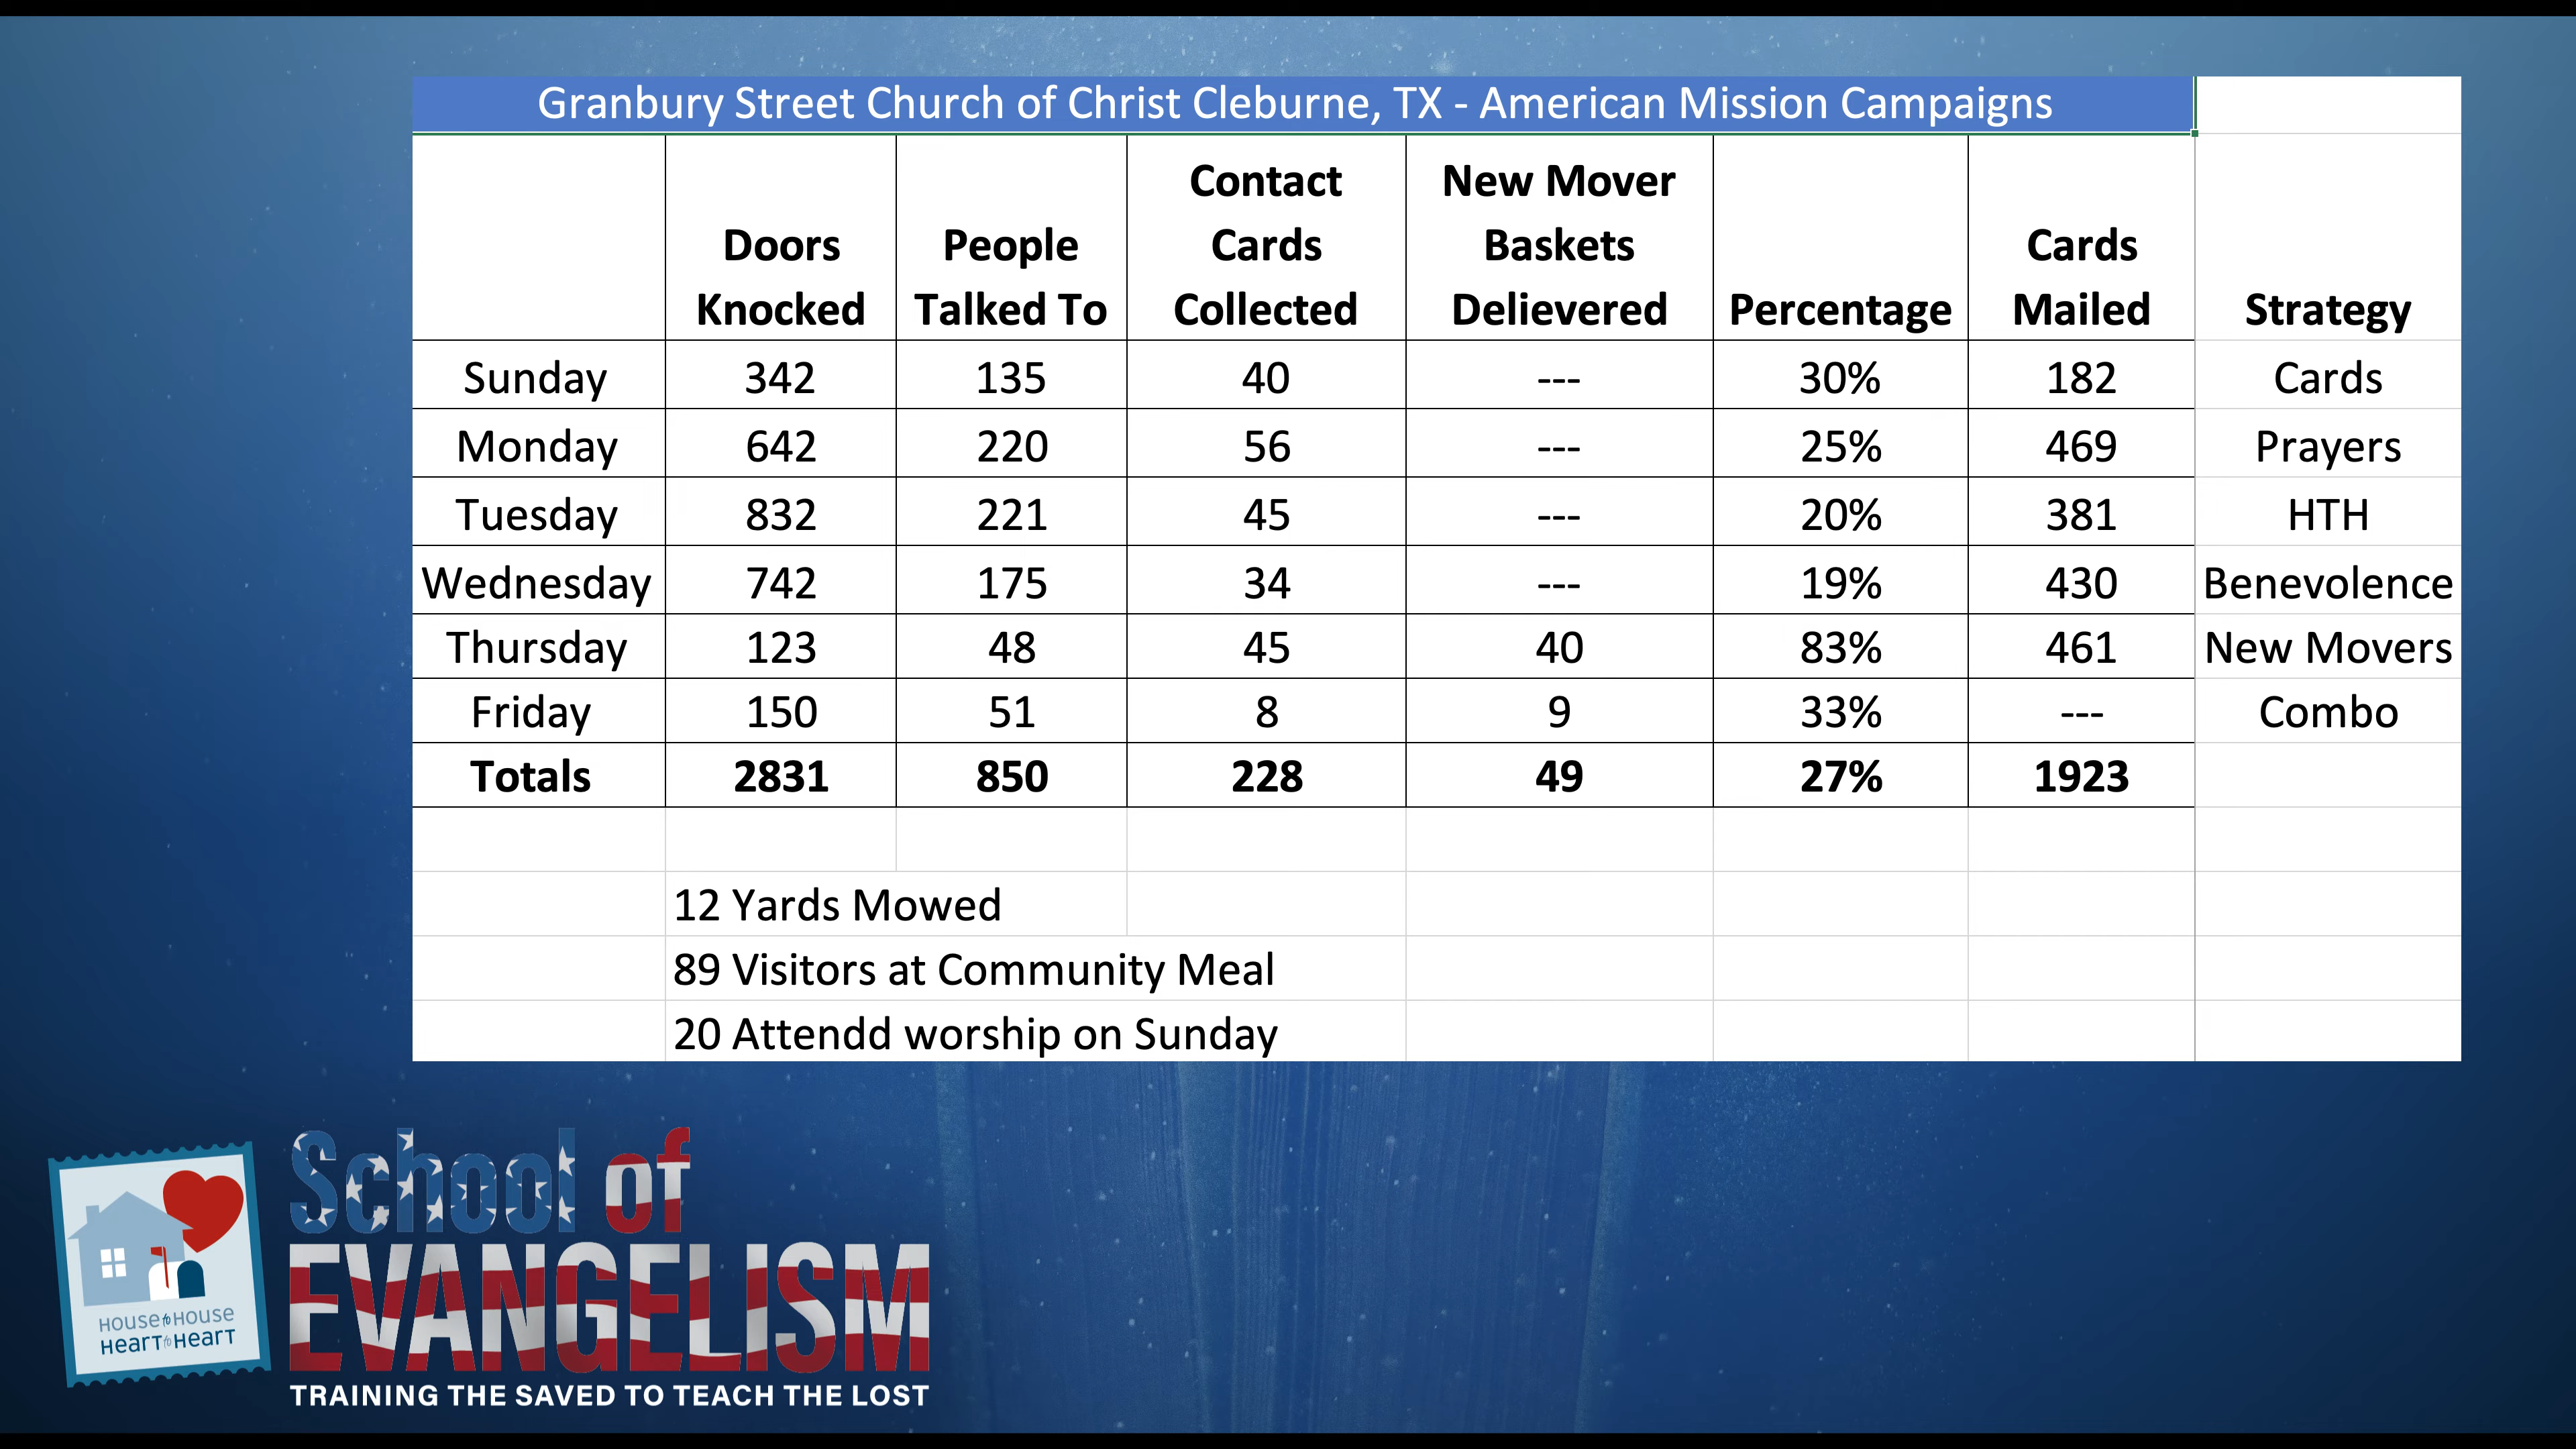 Granbury Street Church of Christ Cleburne, TX - American Mission Campaigns
Doors Knocked People Talked To Contact Cards Collected New Mover Baskets Delievered Percentage Cards Mailed Strategy
Sunday 342 135 40 --- 30% 182 Cards
Monday 642 220 56 --- 25% 469 Prayers
Tuesday 832 221 45 --- 20% 381 HTH
Wednesday 742 175 34 --- 19% 430 Benevolence
Thursday 123 48 45 40 83% 461 New Movers
Friday 150 51 8 9 33% --- Combo
Totals 2831 850 228 49 27% 1923
12 Yards Mowed
89 Visitors at Community Meal
20 Attendd worship on Sunday
House to House
Heart to Heart
School of
EVANGELISM
TRAINING THE SAVED TO TEACH THE LOST